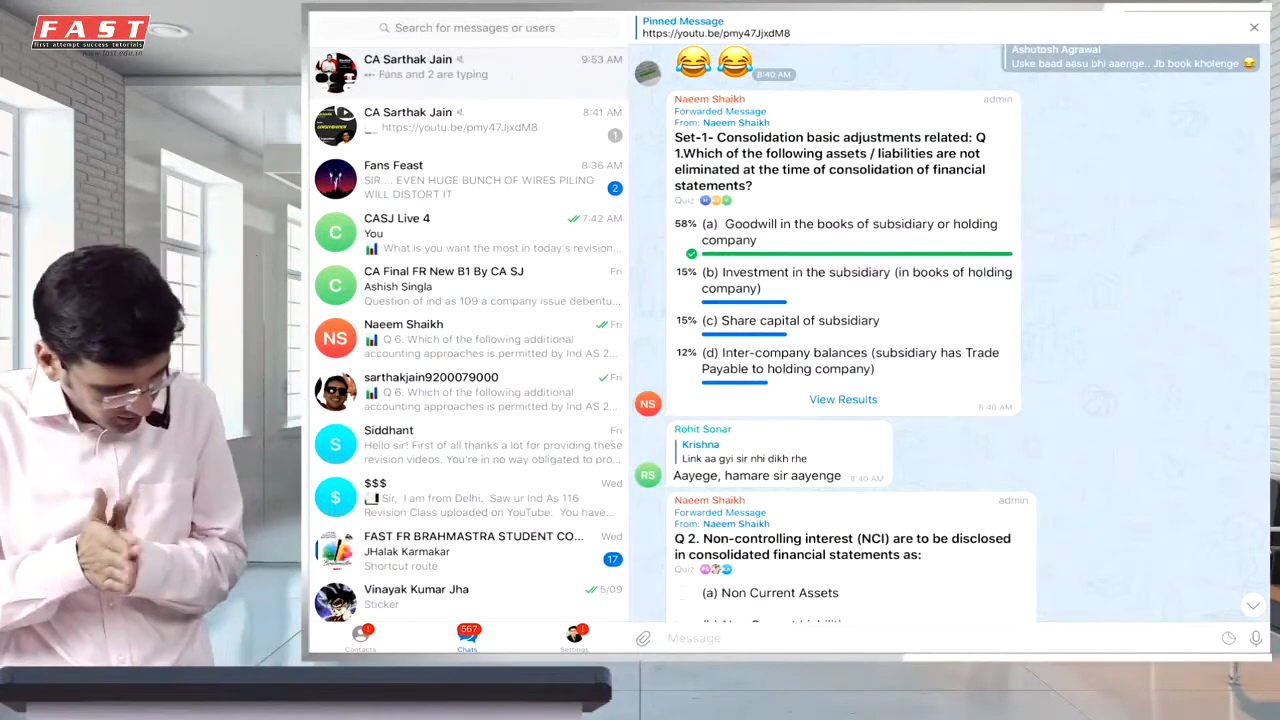 FAST
first attempt success tutorials
www.fast.edu.in
Search for messages or users
CA Sarthak Jain
9:53 AM
Fans and 2 are typing
CA Sarthak Jain
8:41 AM
https://youtu.be/pmy47JjxdM8
1
Fans Feast
8:36 AM
SIR.... EVEN HUGE BUNCH OF WIRES PILING
WILL DISTORT IT
2
C
CASJ Live 4
7:42 AM
You
What is you want the most in today's revision...
C
CA Final FR New B1 By CA SJ
Fri
Ashish Singla
Question of ind as 109 a company issue debentu...
NS
Naeem Shaikh
Fri
Q 6. Which of the following additional
accounting approaches is permitted by Ind AS 2...
sarthakjain9200079000
Fri
Q 6. Which of the following additional
accounting approaches is permitted by Ind AS 2...
S
Siddhant
Fri
Hello sir! First of all thanks a lot for providing these
revision videos. You're in no way obligated to pro...
$
$$$
Wed
Sir, I am from Delhi. Saw ur Ind As 116
Revision Class uploaded on YouTube. You have...
FAST FR BRAHMASTRA STUDENT CO...
Wed
JHalak Karmakar
Shortcut route
17
Vinayak Kumar Jha
5/09
Sticker
Contacts
567
Chats
Settings
Pinned Message
https://youtu.be/pmy47JjxdM8
Ashutosh Agrawal
Uske baad aasu bhi aaenge.. Jb book kholenge 😂
😂 😂
8:40 AM
Naeem Shaikh
admin
Forwarded Message
From: Naeem Shaikh
Set-1- Consolidation basic adjustments related: Q
1.Which of the following assets / liabilities are not
eliminated at the time of consolidation of financial
statements?
Quiz
58% (a) Goodwill in the books of subsidiary or holding
company
15% (b) Investment in the subsidiary (in books of holding
company)
15% (c) Share capital of subsidiary
12% (d) Inter-company balances (subsidiary has Trade
Payable to holding company)
View Results
8:40 AM
NS
Rohit Sonar
Krishna
Link aa gyi sir nhi dikh rhe
Aayege, hamare sir aayenge
8:40 AM
RS
Naeem Shaikh
admin
Forwarded Message
From: Naeem Shaikh
Q 2. Non-controlling interest (NCI) are to be disclosed
in consolidated financial statements as:
Quiz
(a) Non Current Assets
Message